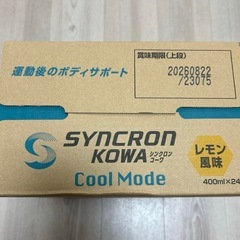 運動後のボディサポート
賞味期限(上段)
20260822
/23075
SYNCRON
KOWA シンクロンコーワ
Cool Mode
レモン
風味
400ml×24